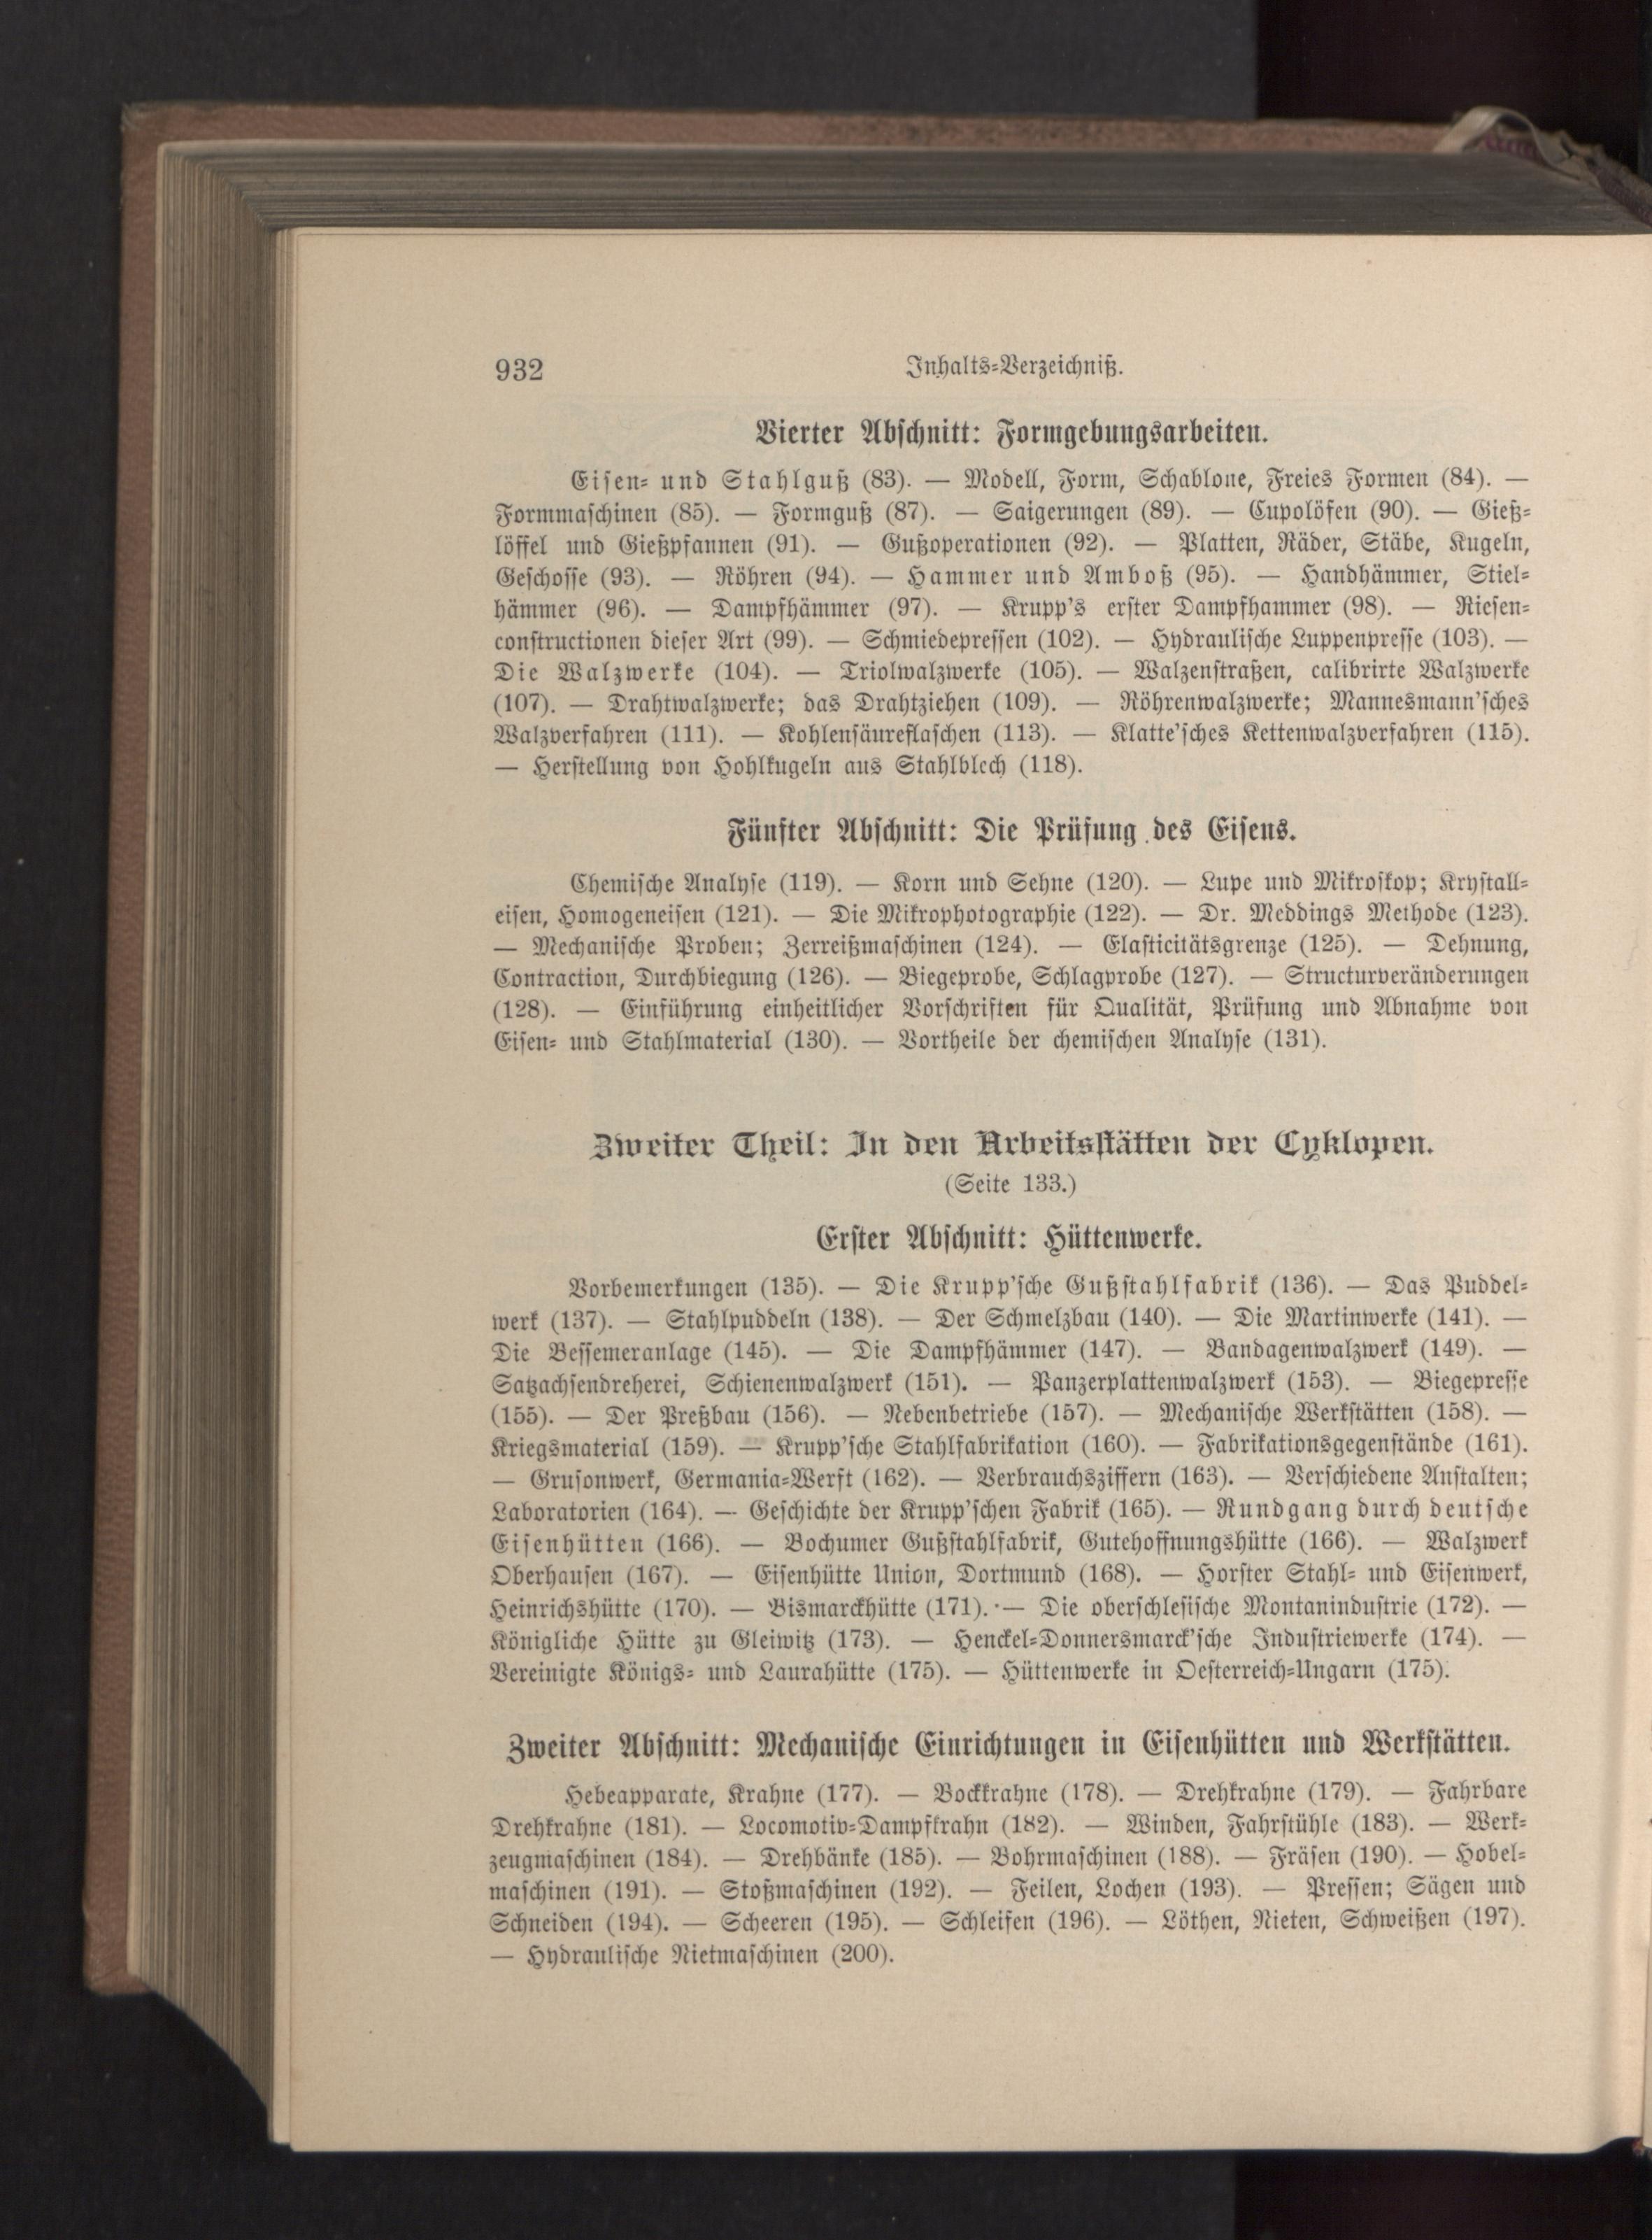 932
Inhalts-Verzeichniß.
Vierter Abschnitt: Formgebungsarbeiten.
Eisen- und Stahlguß (83). — Modell, Form, Schablone, Freies Formen (84). —
Formmaschinen (85). — Formguß (87). — Saigerungen (89). — Cupolöfen (90). — Gieß-
löffel und Gießpfannen (91). — Gußoperationen (92). — Platten, Räder, Stäbe, Kugeln,
Geschosse (93). — Röhren (94). — Hammer und Amboß (95). — Handhämmer, Stiel-
hämmer (96). — Dampfhämmer (97). — Krupp's erster Dampfhammer (98). — Riesen-
constructionen dieser Art (99). — Schmiedepressen (102). — Hydraulische Luppenpresse (103). —
Die Walzwerke (104). — Triolwalzwerke (105). — Walzenstraßen, calibrirte Walzwerke
(107). — Drahtwalzwerke; das Drahtziehen (109). — Röhrenwalzwerke; Mannesmann'sches
Walzverfahren (111). — Kohlensäureflaschen (113). — Klatte'sches Kettenwalzverfahren (115).
— Herstellung von Hohlkugeln aus Stahlblech (118).
Fünfter Abschnitt: Die Prüfung des Eisens.
Chemische Analyse (119). — Korn und Sehne (120). — Lupe und Mikroskop; Krystall-
eisen, Homogeneisen (121). — Die Mikrophotographie (122). — Dr. Meddings Methode (123).
— Mechanische Proben; Zerreißmaschinen (124). — Elasticitätsgrenze (125). — Dehnung,
Contraction, Durchbiegung (126). — Biegeprobe, Schlagprobe (127). — Structurveränderungen
(128). — Einführung einheitlicher Vorschriften für Qualität, Prüfung und Abnahme von
Eisen- und Stahlmaterial (130). — Vortheile der chemischen Analyse (131).
Zweiter Theil: In den Arbeitsstätten der Cyklopen.
(Seite 133.)
Erster Abschnitt: Hüttenwerke.
Vorbemerkungen (135). — Die Krupp'sche Gußstahlfabrik (136). — Das Puddel-
werk (137). — Stahlpuddeln (138). — Der Schmelzbau (140). — Die Martinwerke (141). —
Die Bessemeranlage (145). — Die Dampfhämmer (147). — Bandagenwalzwerk (149). —
Satzachsendreherei, Schienenwalzwerk (151). — Panzerplattenwalzwerk (153). — Biegepresse
(155). — Der Preßbau (156). — Nebenbetriebe (157). — Mechanische Werkstätten (158). —
Kriegsmaterial (159). — Krupp'sche Stahlfabrikation (160). — Fabrikationsgegenstände (161).
— Grusonwerk, Germania-Werft (162). — Verbrauchsziffern (163). — Verschiedene Anstalten;
Laboratorien (164). — Geschichte der Krupp'schen Fabrik (165). — Rundgang durch deutsche
Eisenhütten (166). — Bochumer Gußstahlfabrik, Gutehoffnungshütte (166). — Walzwerk
Oberhausen (167). — Eisenhütte Union, Dortmund (168). — Horster Stahl- und Eisenwerk,
Heinrichshütte (170). — Bismarckhütte (171). — Die oberschlesische Montanindustrie (172). —
Königliche Hütte zu Gleiwitz (173). — Henckel-Donnersmarck'sche Industriewerke (174). —
Vereinigte Königs- und Laurahütte (175). — Hüttenwerke in Oesterreich-Ungarn (175).
Zweiter Abschnitt: Mechanische Einrichtungen in Eisenhütten und Werkstätten.
Hebeapparate, Krahne (177). — Bockkrahne (178). — Drehkrahne (179). — Fahrbare
Drehkrahne (181). — Locomotiv-Dampfkrahn (182). — Winden, Fahrstühle (183). — Werk-
zeugmaschinen (184). — Drehbänke (185). — Bohrmaschinen (188). — Fräsen (190). — Hobel-
maschinen (191). — Stoßmaschinen (192). — Feilen, Lochen (193). — Pressen; Sägen und
Schneiden (194). — Scheeren (195). — Schleifen (196). — Löthen, Nieten, Schweißen (197).
— Hydraulische Nietmaschinen (200).